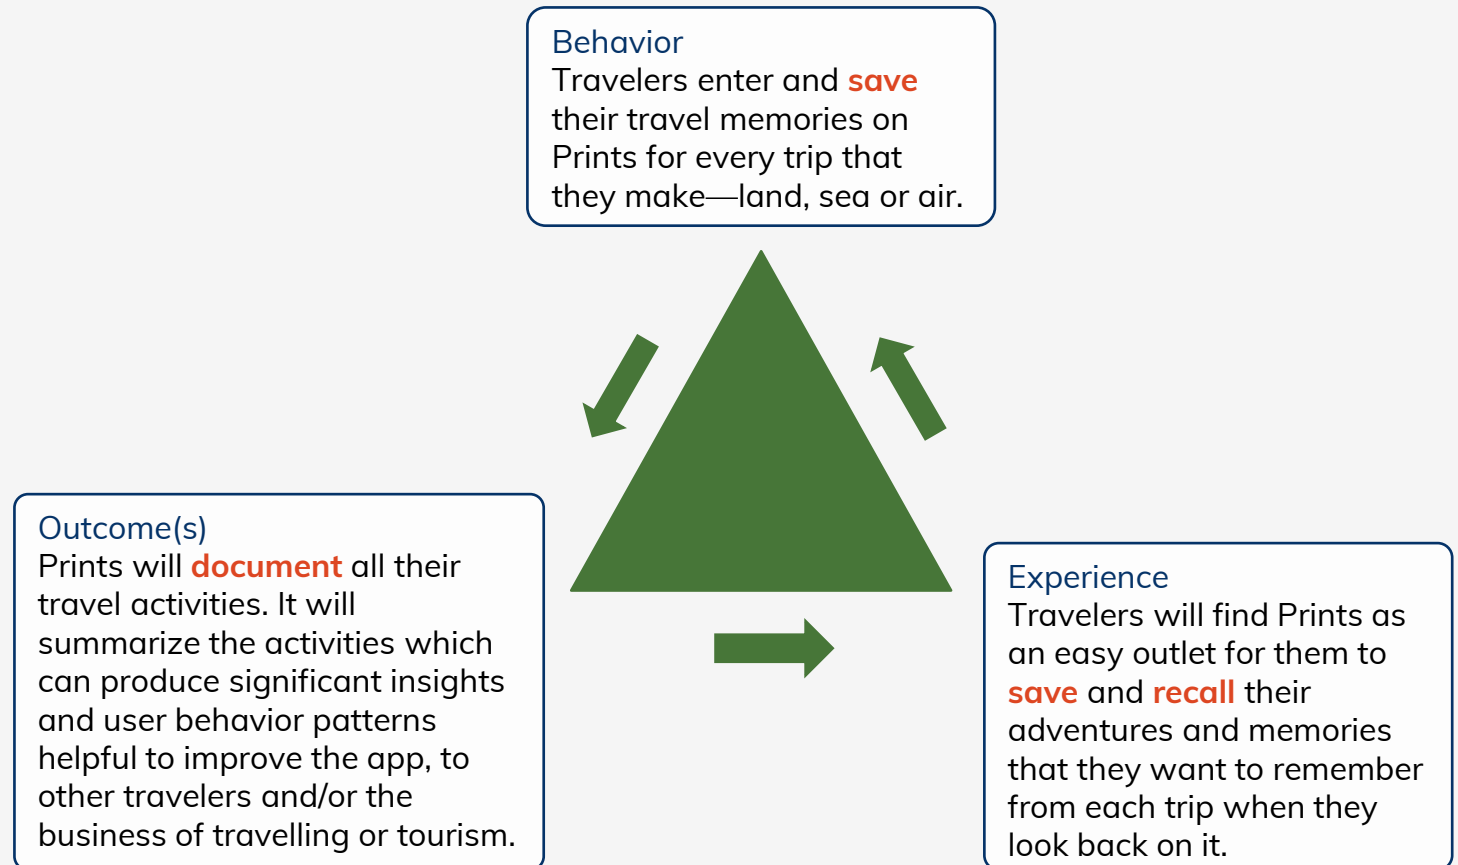 Behavior
Travelers enter and save
their travel memories on
Prints for every trip that
they make—land, sea or air.
Outcome(s)
Prints will document all their
travel activities. It will
summarize the activities which
can produce significant insights
and user behavior patterns
helpful to improve the app, to
other travelers and/or the
business of travelling or tourism.
Experience
Travelers will find Prints as
an easy outlet for them to
save and recall their
adventures and memories
that they want to remember
from each trip when they
look back on it.